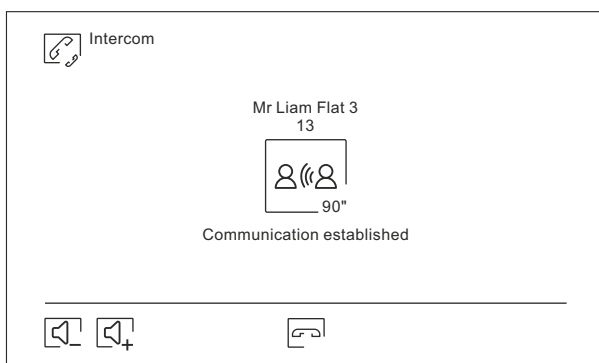 Intercom
Mr Liam Flat 3
13
90"
Communication established